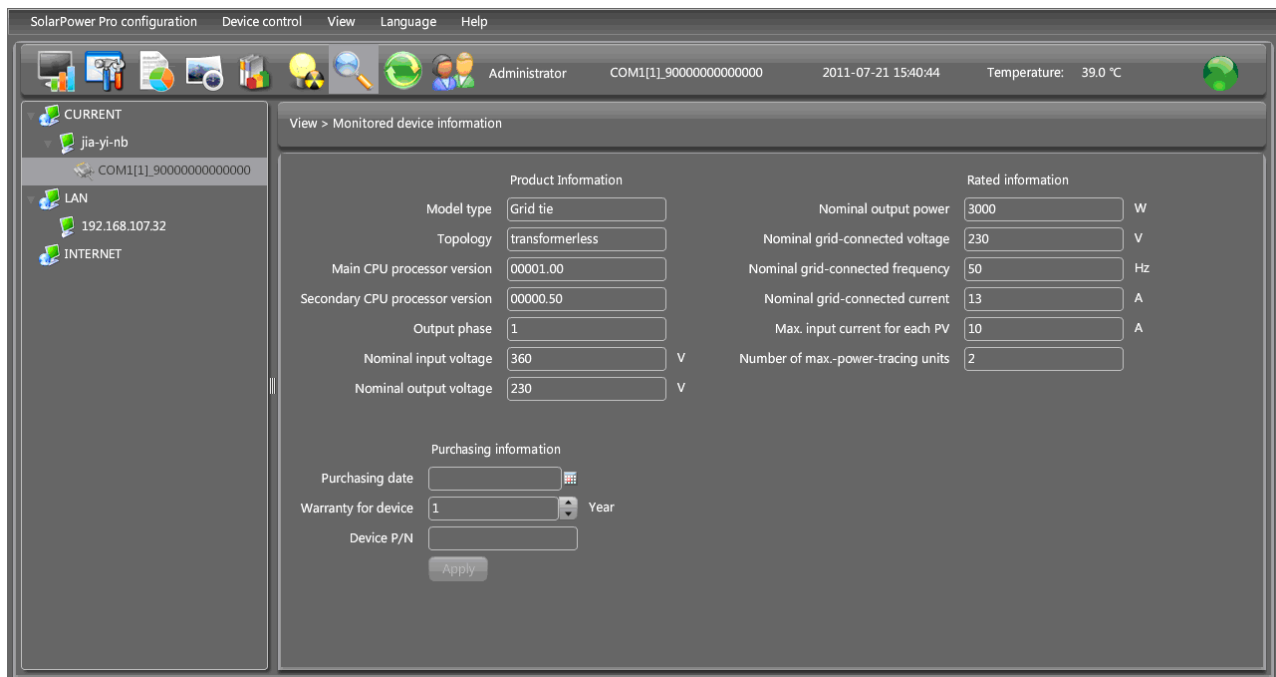 SolarPower Pro configuration Device control View Language Help
Administrator COM1[1]_90000000000000 2011-07-21 15:40:44 Temperature: 39.0 ℃
CURRENT
jia-yi-nb
COM1[1]_90000000000000
LAN
192.168.107.32
INTERNET
View > Monitored device information
Product Information
Model type Grid tie
Topology transformerless
Main CPU processor version 00001.00
Secondary CPU processor version 00000.50
Output phase 1
Nominal input voltage 360 V
Nominal output voltage 230 V
Rated information
Nominal output power 3000 W
Nominal grid-connected voltage 230 V
Nominal grid-connected frequency 50 Hz
Nominal grid-connected current 13 A
Max. input current for each PV 10 A
Number of max.-power-tracing units 2
Purchasing information
Purchasing date
Warranty for device 1 Year
Device P/N
Apply